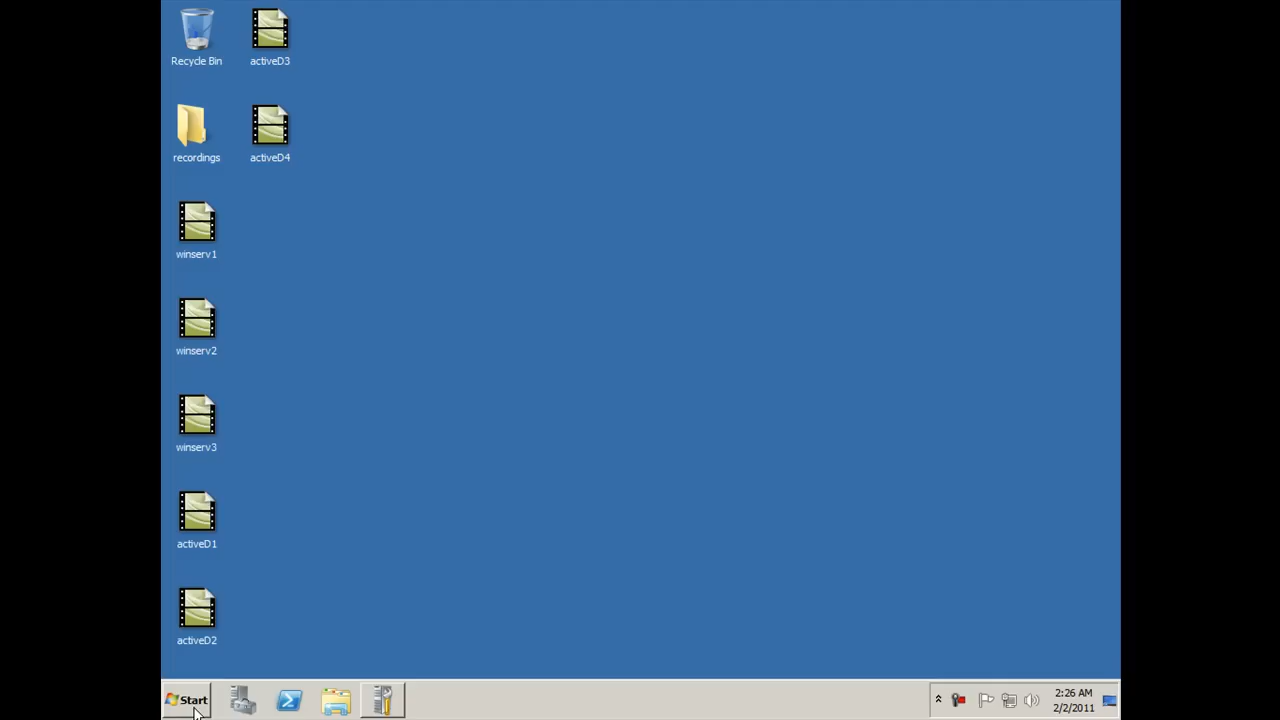 Recycle Bin
activeD3
recordings
activeD4
winserv1
winserv2
winserv3
activeD1
activeD2
Start
2:26 AM
2/2/2011